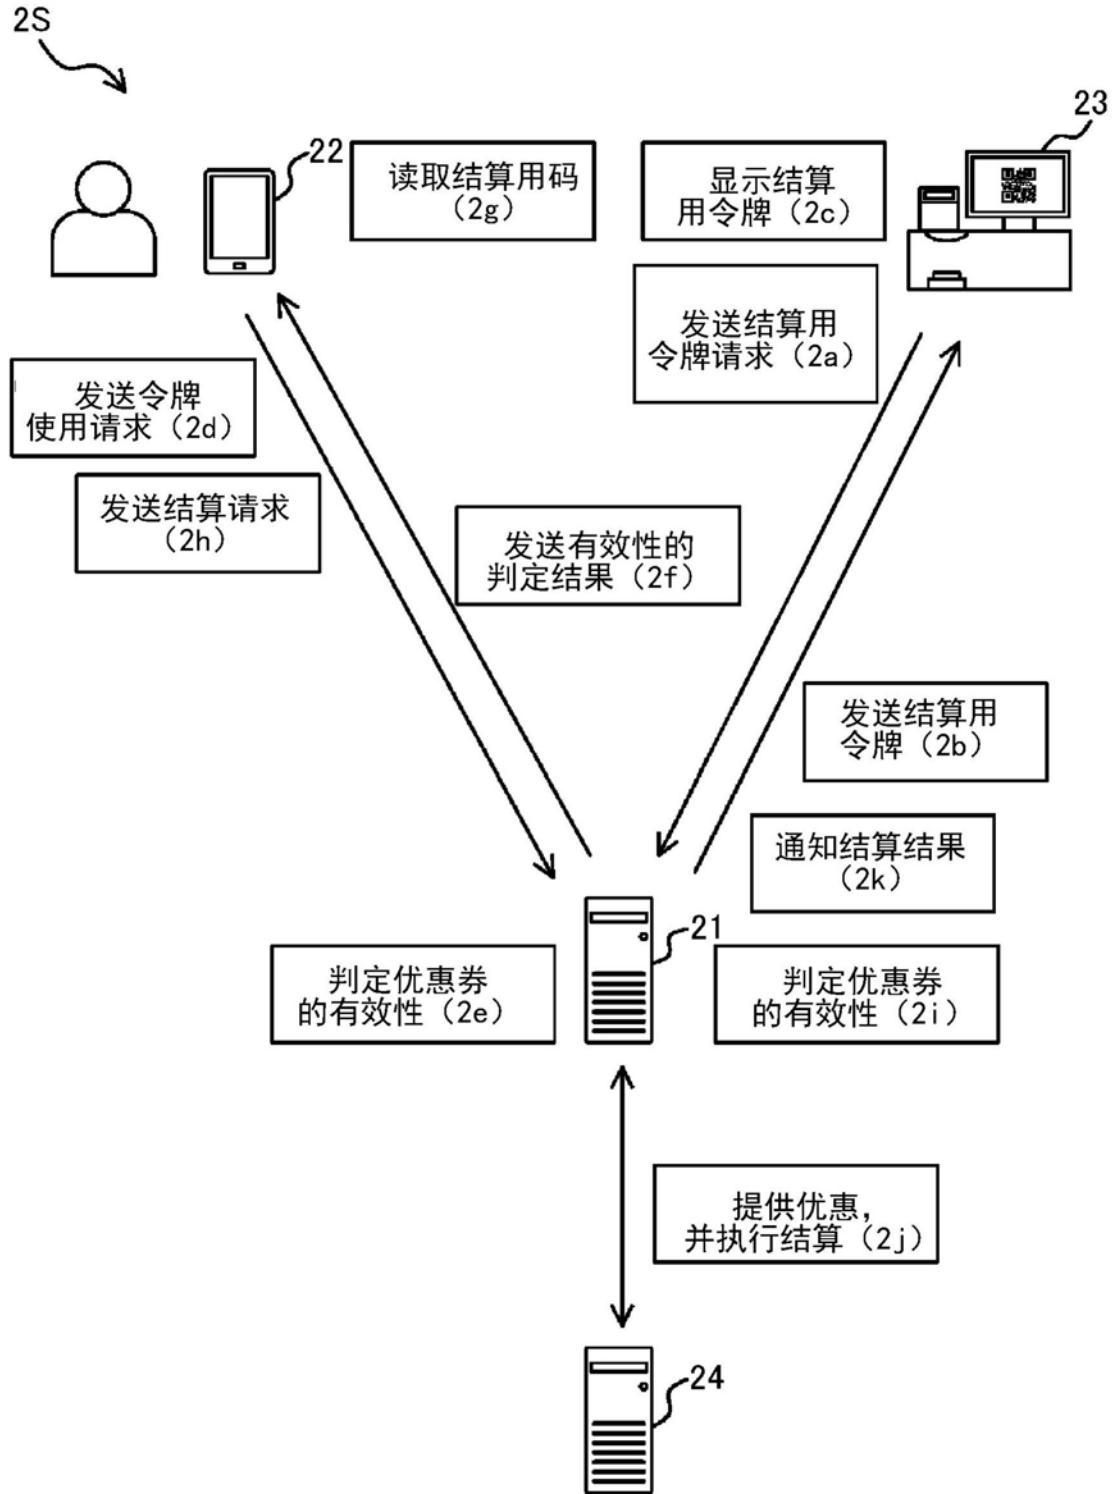 2S
23
22
读取结算用码
(2g)
显示结算
用令牌（2c）
发送结算用
令牌请求（2a）
发送令牌
使用请求（2d）
发送结算请求
（2h）
发送有效性的
判定结果（2f）
发送结算用
令牌（2b）
通知结算结果
（2k）
21
判定优惠券
的有效性（2e）
判定优惠券
的有效性（2i）
提供优惠，
并执行结算（2j）
24